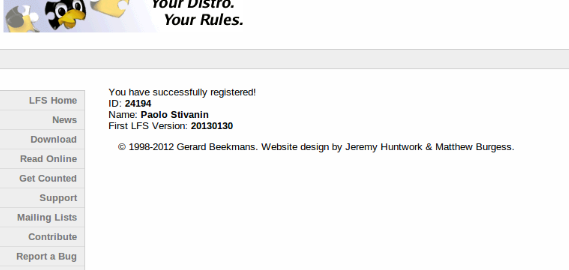 Your Distro.
Your Rules.
LFS Home
News
Download
Read Online
Get Counted
Support
Mailing Lists
Contribute
Report a Bug
You have successfully registered!
ID: 24194
Name: Paolo Stivanin
First LFS Version: 20130130
© 1998-2012 Gerard Beekmans. Website design by Jeremy Huntwork & Matthew Burgess.